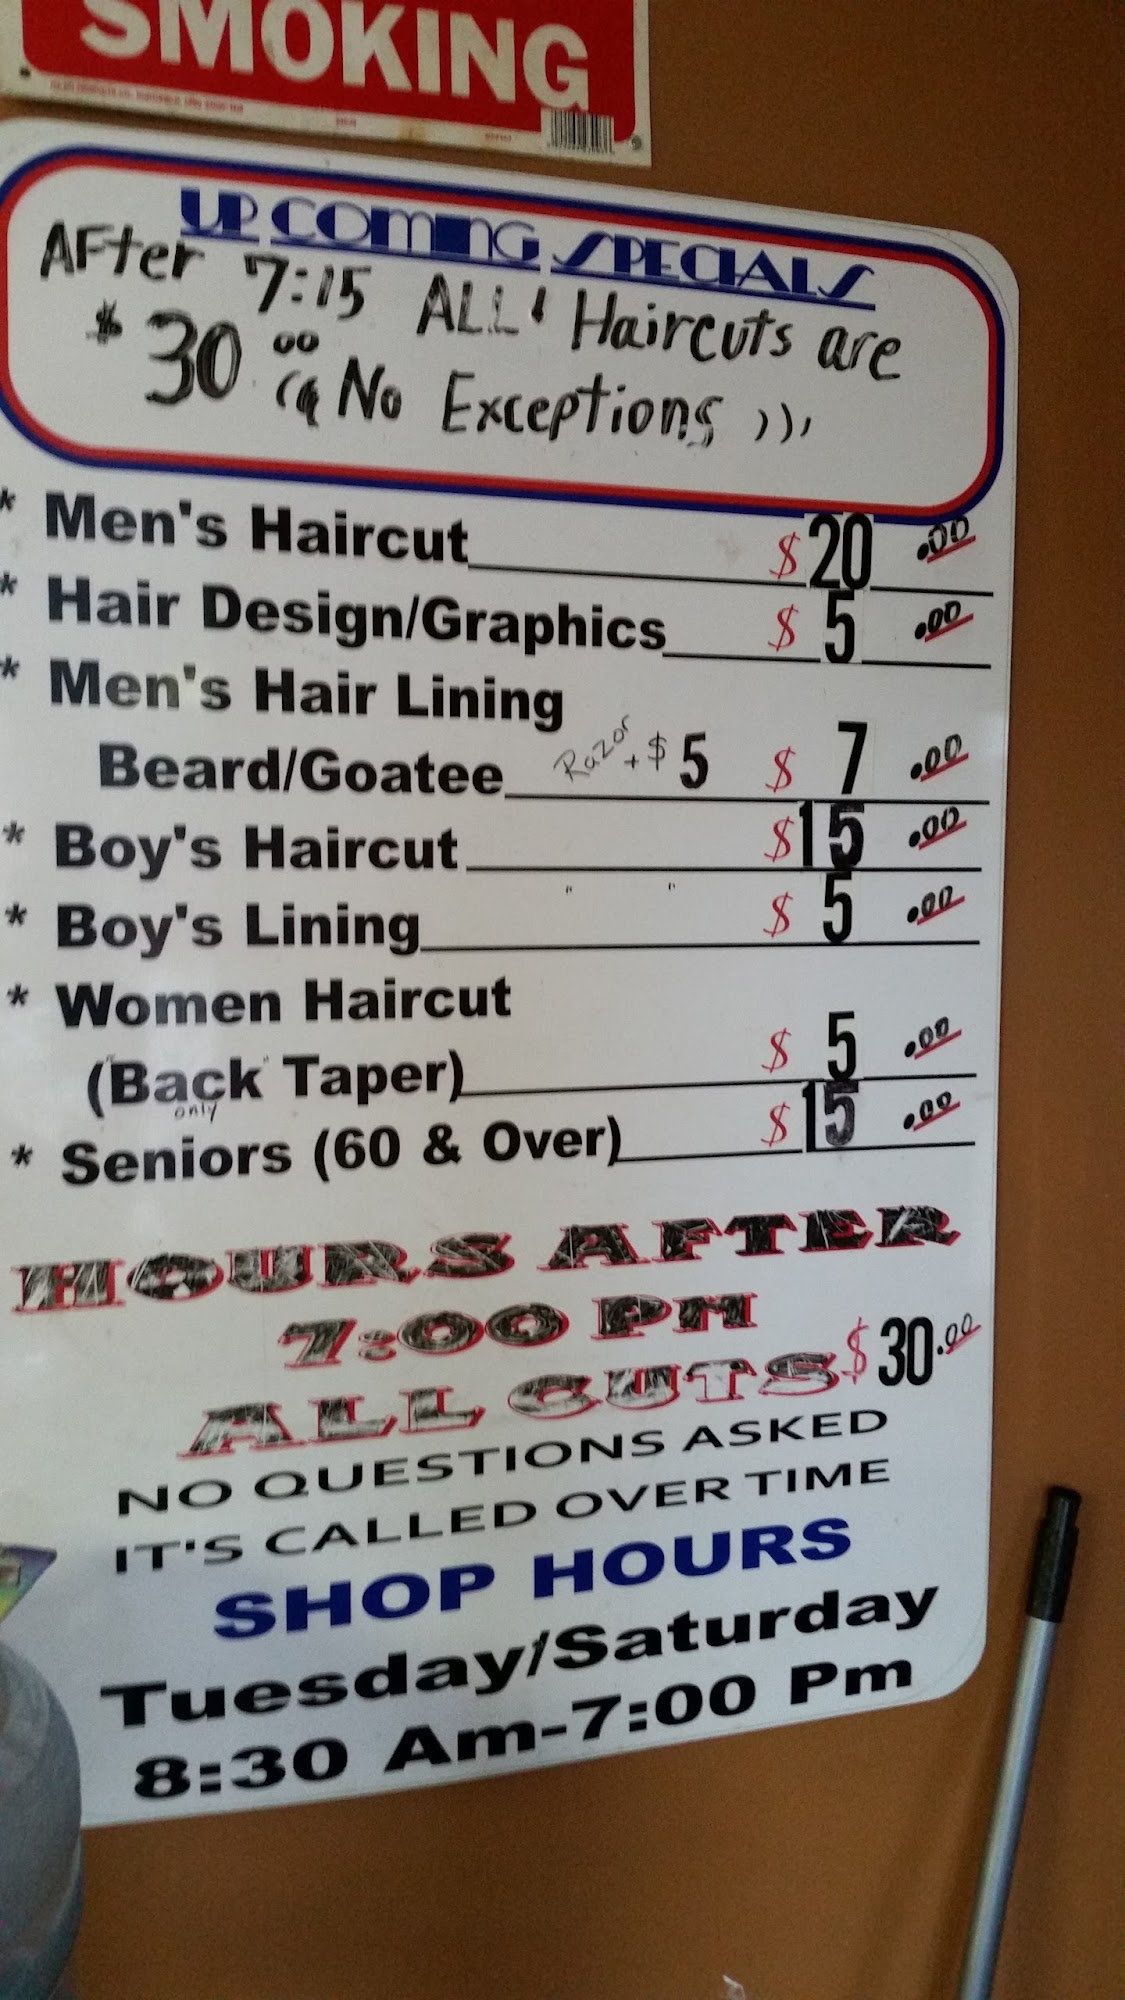 SMOKING
UPCOMING SPECIALS
AFter 7:15 ALL Haircuts are
$30.00 (( No Exceptions )))
* Men's Haircut $20.00
* Hair Design/Graphics $5.00
* Men's Hair Lining
Beard/Goatee Razor + $5 $7.00
* Boy's Haircut $15.00
* Boy's Lining $5.00
* Women Haircut
(Back Taper) $5.00
only
* Seniors (60 & Over) $15.00
HOURS AFTER
7:00 PM
ALL CUTS $30.00
NO QUESTIONS ASKED
IT'S CALLED OVER TIME
SHOP HOURS
Tuesday/Saturday
8:30 Am-7:00 Pm